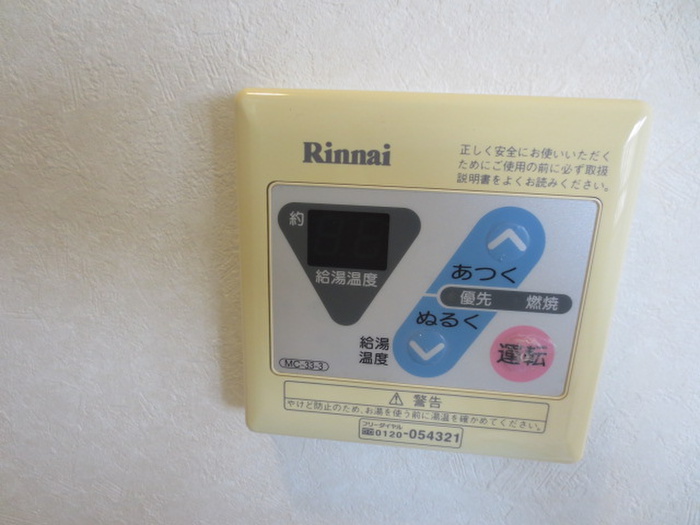 Rinnai
正しく安全にお使いいただく
ためにご使用の前に必ず取扱
説明書をよくお読みください。
約
給湯温度
あつく
優先 燃焼
ぬるく
給湯
温度
運転
MC-33-3
⚠ 警告
やけど防止のため、お湯を使う前に湯温を確かめてください。
フリーダイヤル
0120-054321